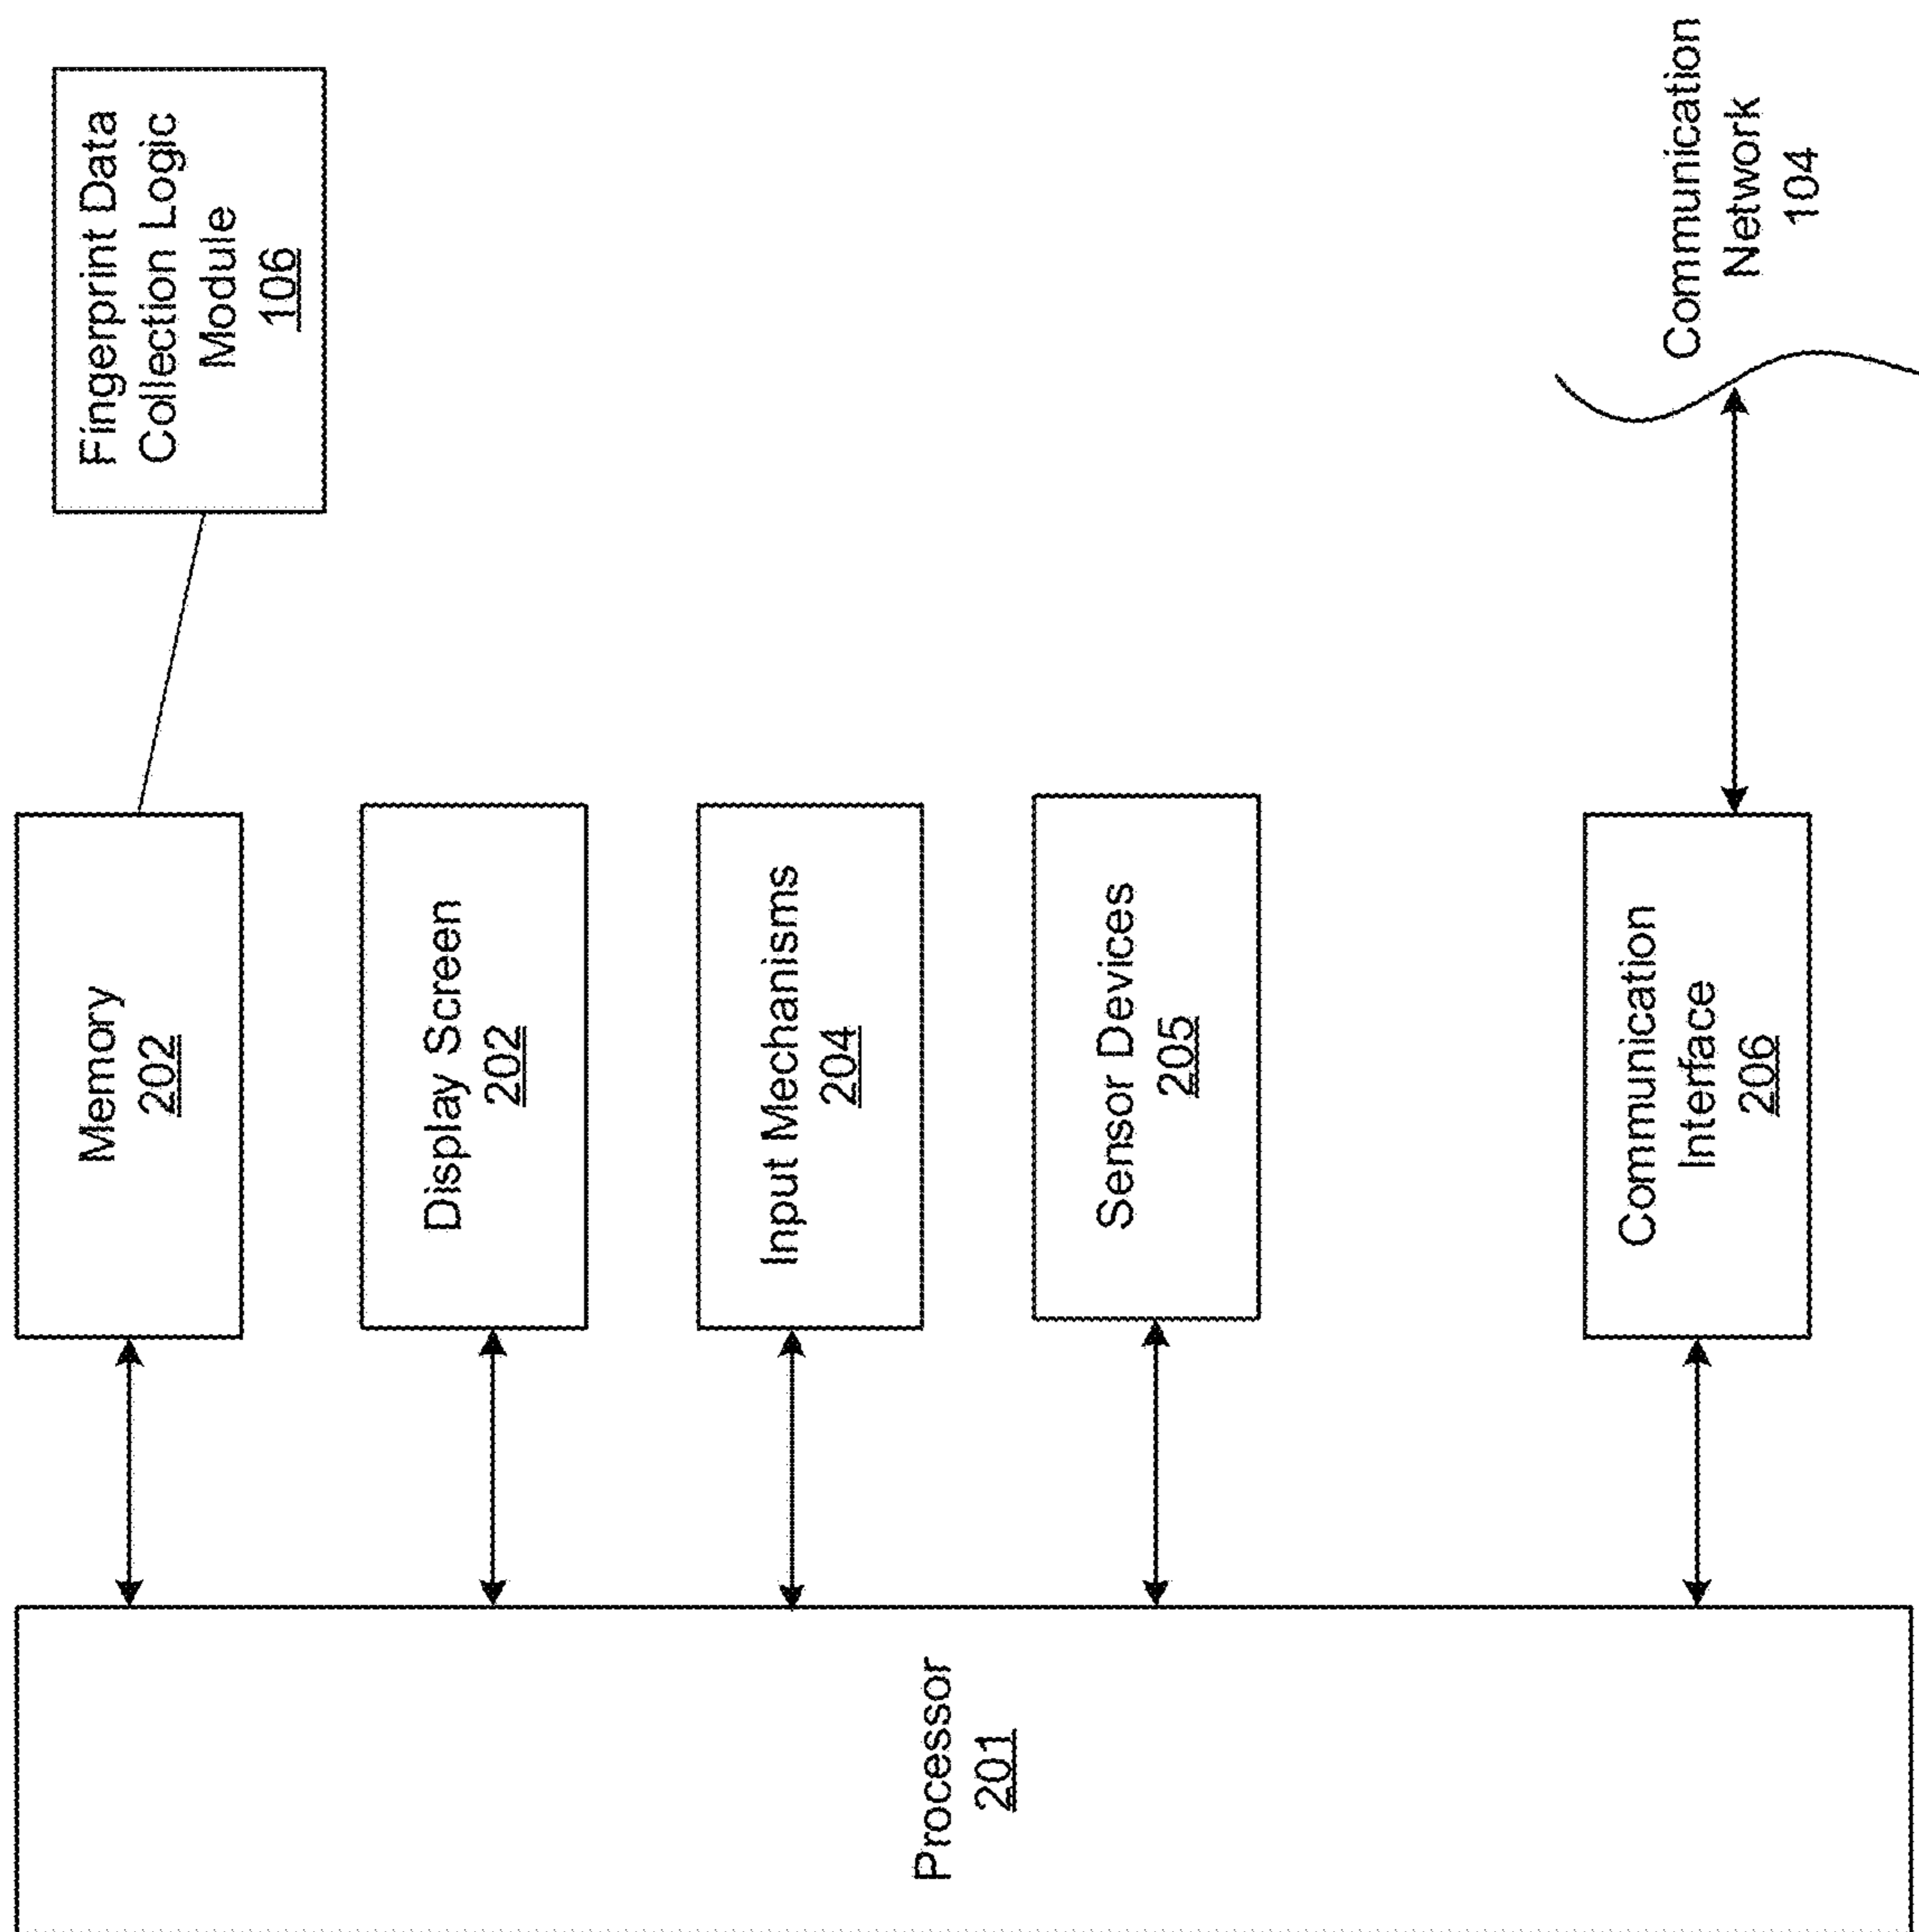 Processor
201
Memory
202
Display Screen
202
Input Mechanisms
204
Sensor Devices
205
Communication
Interface
206
Fingerprint Data
Collection Logic
Module
106
Communication
Network
104